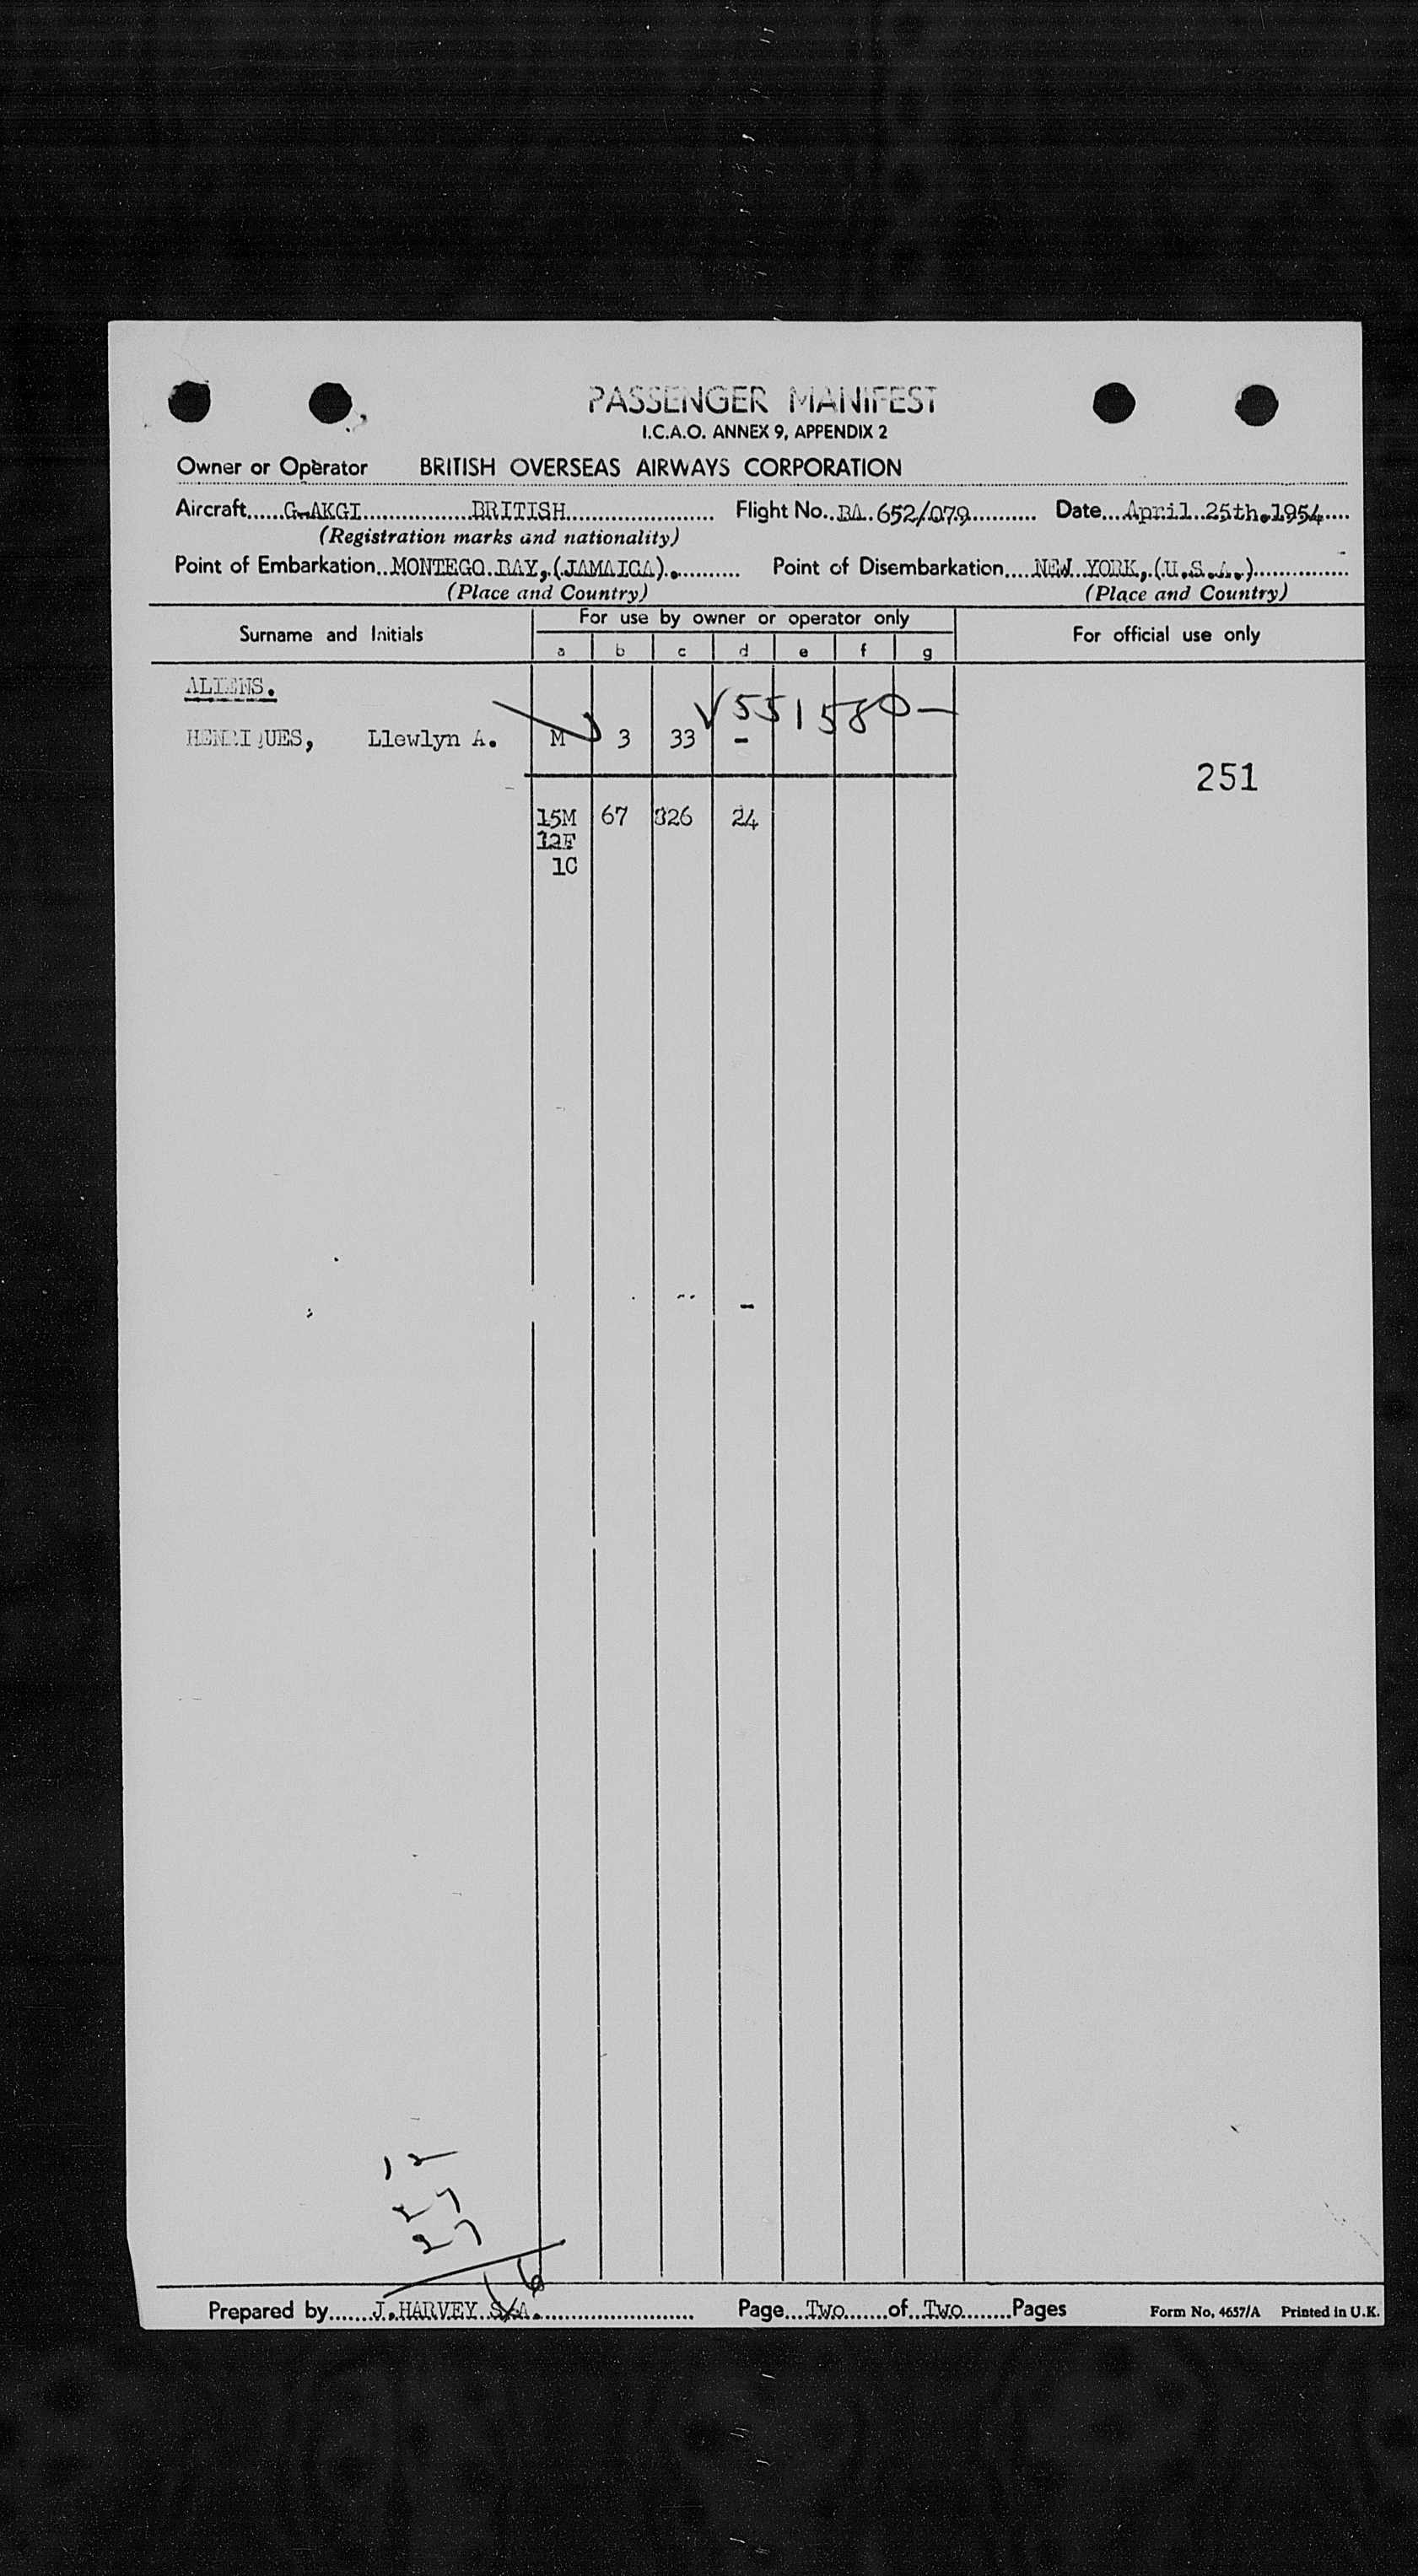 PASSENGER MANIFEST
I.C.A.O. ANNEX 9, APPENDIX 2
Owner or Operator BRITISH OVERSEAS AIRWAYS CORPORATION
Aircraft.....G-AKGI................BRITISH...................... Flight No...BA 652/079........... Date...April 25th.1954....
(Registration marks and nationality)
Point of Embarkation..MONTEGO BAY,(JAMAICA)........... Point of Disembarkation....NEW YORK,(U.S.A.)...............
(Place and Country) (Place and Country)
Surname and Initials For use by owner or operator only For official use only
a b c d e f g
ALIENS.
√551580-
HENRIQUES, Llewlyn A. M 3 33 -
251
15M 67 326 24
12F
1C
12
27
16
Prepared by.......J.HARVEY S/A........................ Page...Two.......of..Two........Pages Form No. 4657/A Printed in U.K.